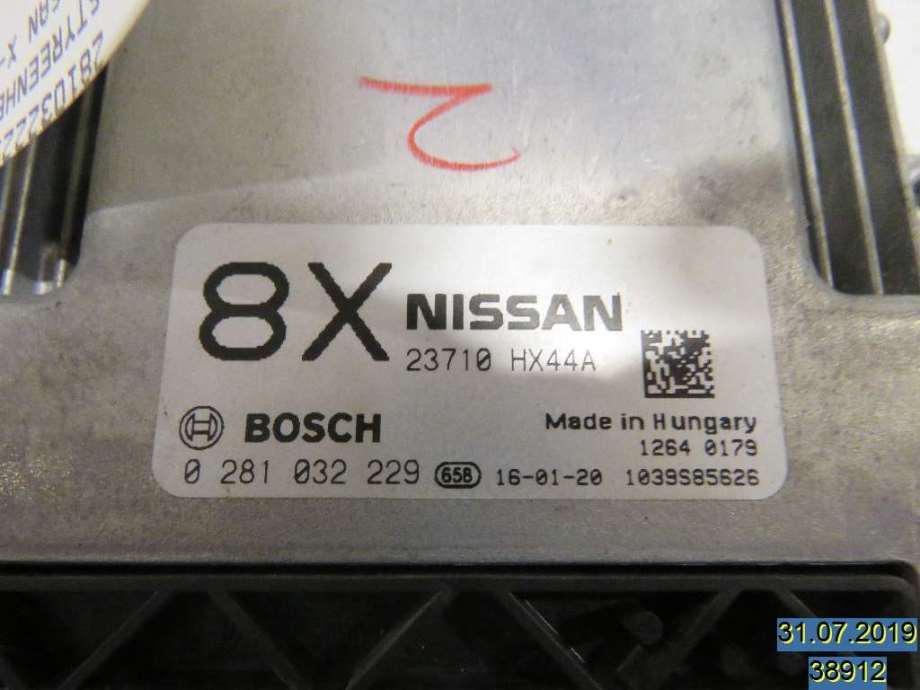 2
8X NISSAN
23710 HX44A
BOSCH
Made in Hungary
1264 0179
0 281 032 229 658 16-01-20 1039S85626
31.07.2019
38912